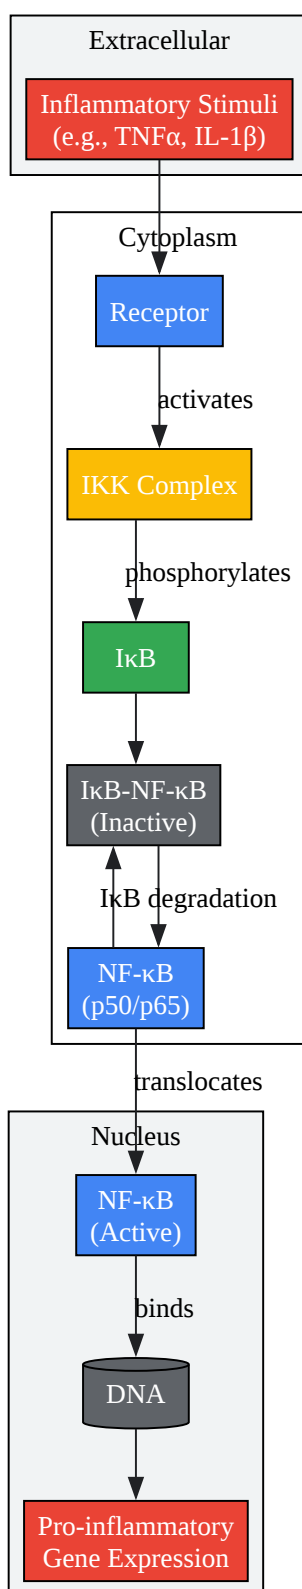 Extracellular
Inflammatory Stimuli
(e.g., TNFα, IL-1β)
Cytoplasm
Receptor
activates
IKK Complex
phosphorylates
IκB
IκB-NF-κB
(Inactive)
IκB degradation
NF-κB
(p50/p65)
translocates
Nucleus
NF-κB
(Active)
binds
DNA
Pro-inflammatory
Gene Expression